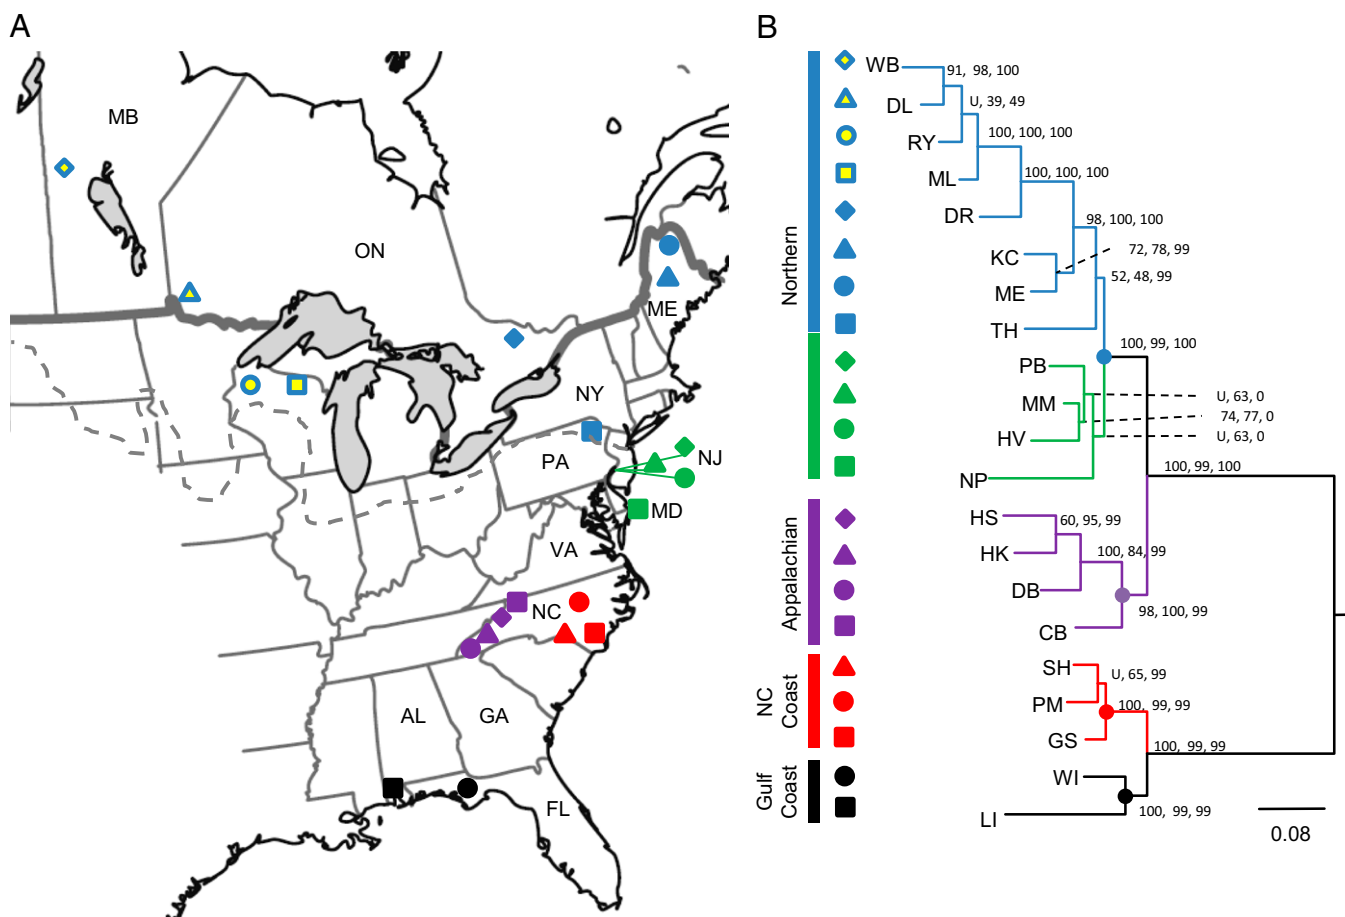 A
MB
ON
ME
NY
PA
NJ
MD
VA
NC
AL
GA
FL
B
Northern
Appalachian
NC
Coast
Gulf
Coast
WB
91, 98, 100
DL
U, 39, 49
RY
100, 100, 100
ML
100, 100, 100
DR
98, 100, 100
KC
72, 78, 99
52, 48, 99
ME
TH
100, 99, 100
PB
U, 63, 0
MM
74, 77, 0
HV
U, 63, 0
100, 99, 100
NP
HS
60, 95, 99
HK
100, 84, 99
DB
98, 100, 99
CB
SH
U, 65, 99
PM
100, 99, 99
GS
100, 99, 99
WI
100, 99, 99
LI
0.08